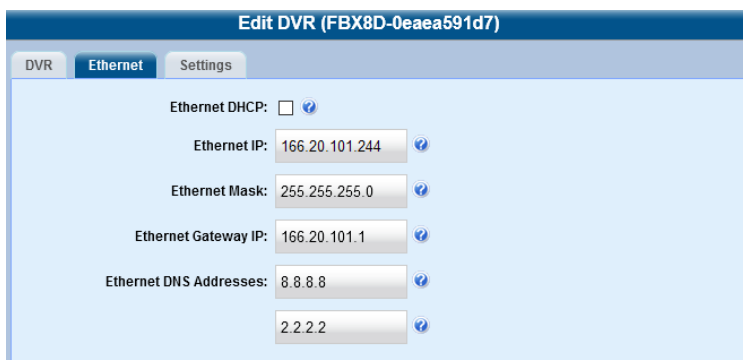 Edit DVR (FBX8D-0eaea591d7)
DVR Ethernet Settings
Ethernet DHCP: ?
Ethernet IP: 166.20.101.244 ?
Ethernet Mask: 255.255.255.0 ?
Ethernet Gateway IP: 166.20.101.1 ?
Ethernet DNS Addresses: 8.8.8.8 ?
2.2.2.2 ?